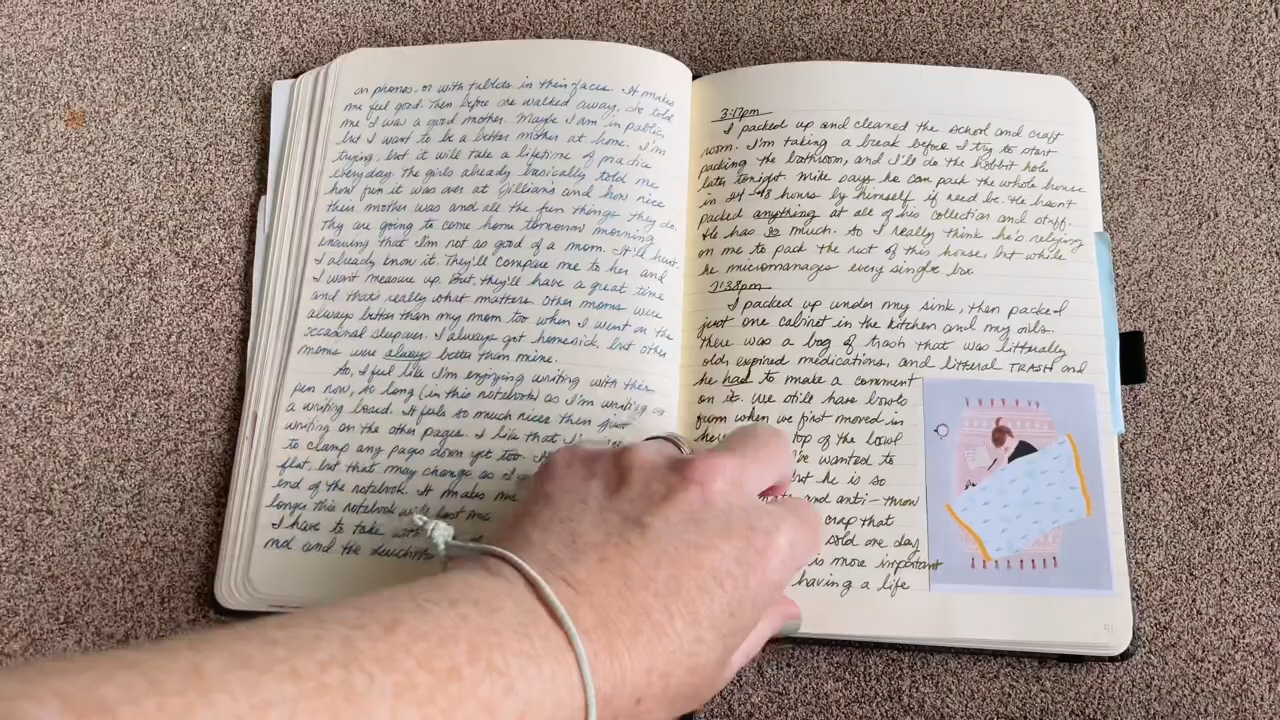 on phones, or with tablets in their faces. It makes
me feel good. Then before she walked away, she told
me I was a good mother. Maybe I am in public
but I want to be a better mother at home. I'm
trying, but it will take a lifetime of practice
everyday. The girls already basically told me
how fun it was over at Jillian's and how nice
their mother was and all the fun things they do.
They are going to come home tomorrow morning
knowing that I'm not as good of a mom. It'll hurt.
I already know it. They'll compare me to her and
I won't measure up. But, they'll have a great time
and that's really what matters. Other moms were
always better than my mom too when I went on the
occasional sleepover. I always got homesick, but other
moms were always better than mine.
So, I feel like I'm enjoying writing with this
pen now, so long (in this notebook) as I'm writing on
a writing board. It feels so much nicer then just
writing on the other pages. I like that I
to clamp any page down yet too.
flat, but that may change as I
end of the notebook. It makes me
longer this notebook will last me
I have to take
md and the
3:17pm
I packed up and cleaned the school and craft
room. I'm taking a break before I try to start
packing the bathroom, and I'll do the hobbit hole
later tonight. Mike says he can pack the whole house
in 24-48 hours by himself if need be. He hasn't
packed anything at all of his collection and stuff.
He has so much. So I really think he's relying
on me to pack the rest of this house, but while
he micromanages every single box.
7:38pm
I packed up under my sink, then packed
just one cabinet in the kitchen and my oils.
There was a bag of trash that was litterally
old, expired medications, and litteral TRASH and
he had to make a comment
on it. We still have bowls
from when we first moved in
top of the bowl
I've wanted to
but he is so
and anti-throw
crap that
sold one day
is more important
having a life
91